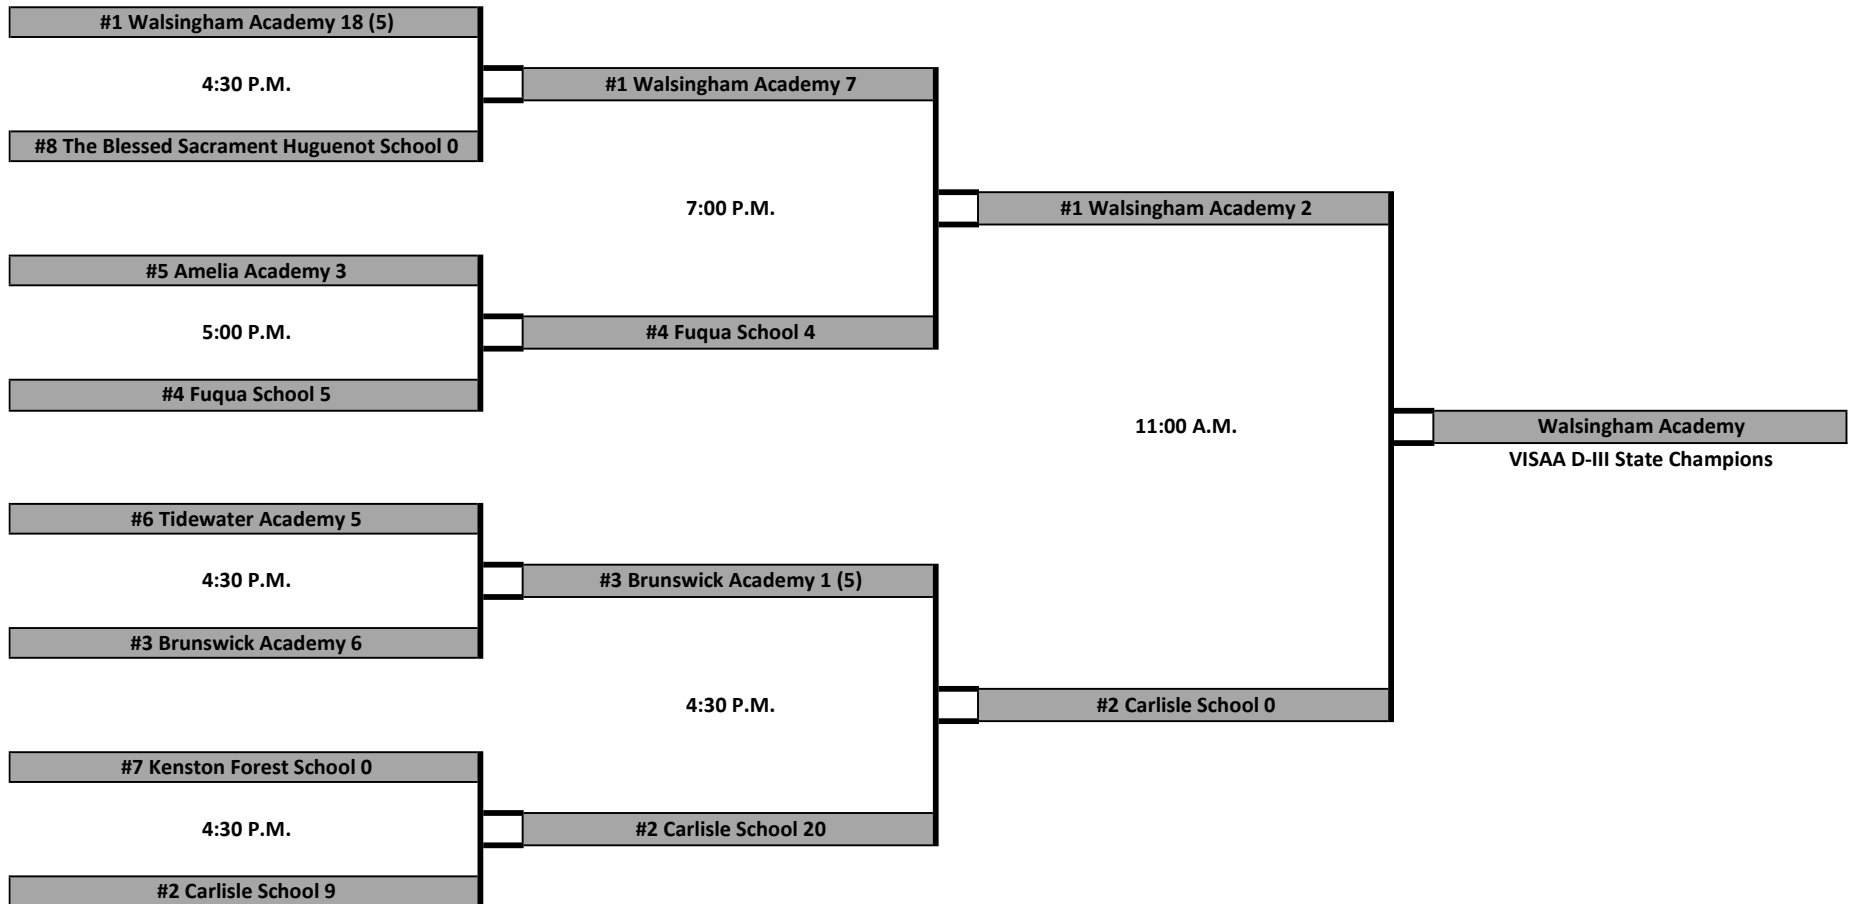 #1 Walsingham Academy 18 (5)
4:30 P.M.
#8 The Blessed Sacrament Huguenot School 0
#5 Amelia Academy 3
5:00 P.M.
#4 Fuqua School 5
#6 Tidewater Academy 5
4:30 P.M.
#3 Brunswick Academy 6
#7 Kenston Forest School 0
4:30 P.M.
#2 Carlisle School 9
#1 Walsingham Academy 7
7:00 P.M.
#4 Fuqua School 4
#3 Brunswick Academy 1 (5)
4:30 P.M.
#2 Carlisle School 20
#1 Walsingham Academy 2
11:00 A.M.
#2 Carlisle School 0
Walsingham Academy
VISAA D-III State Champions